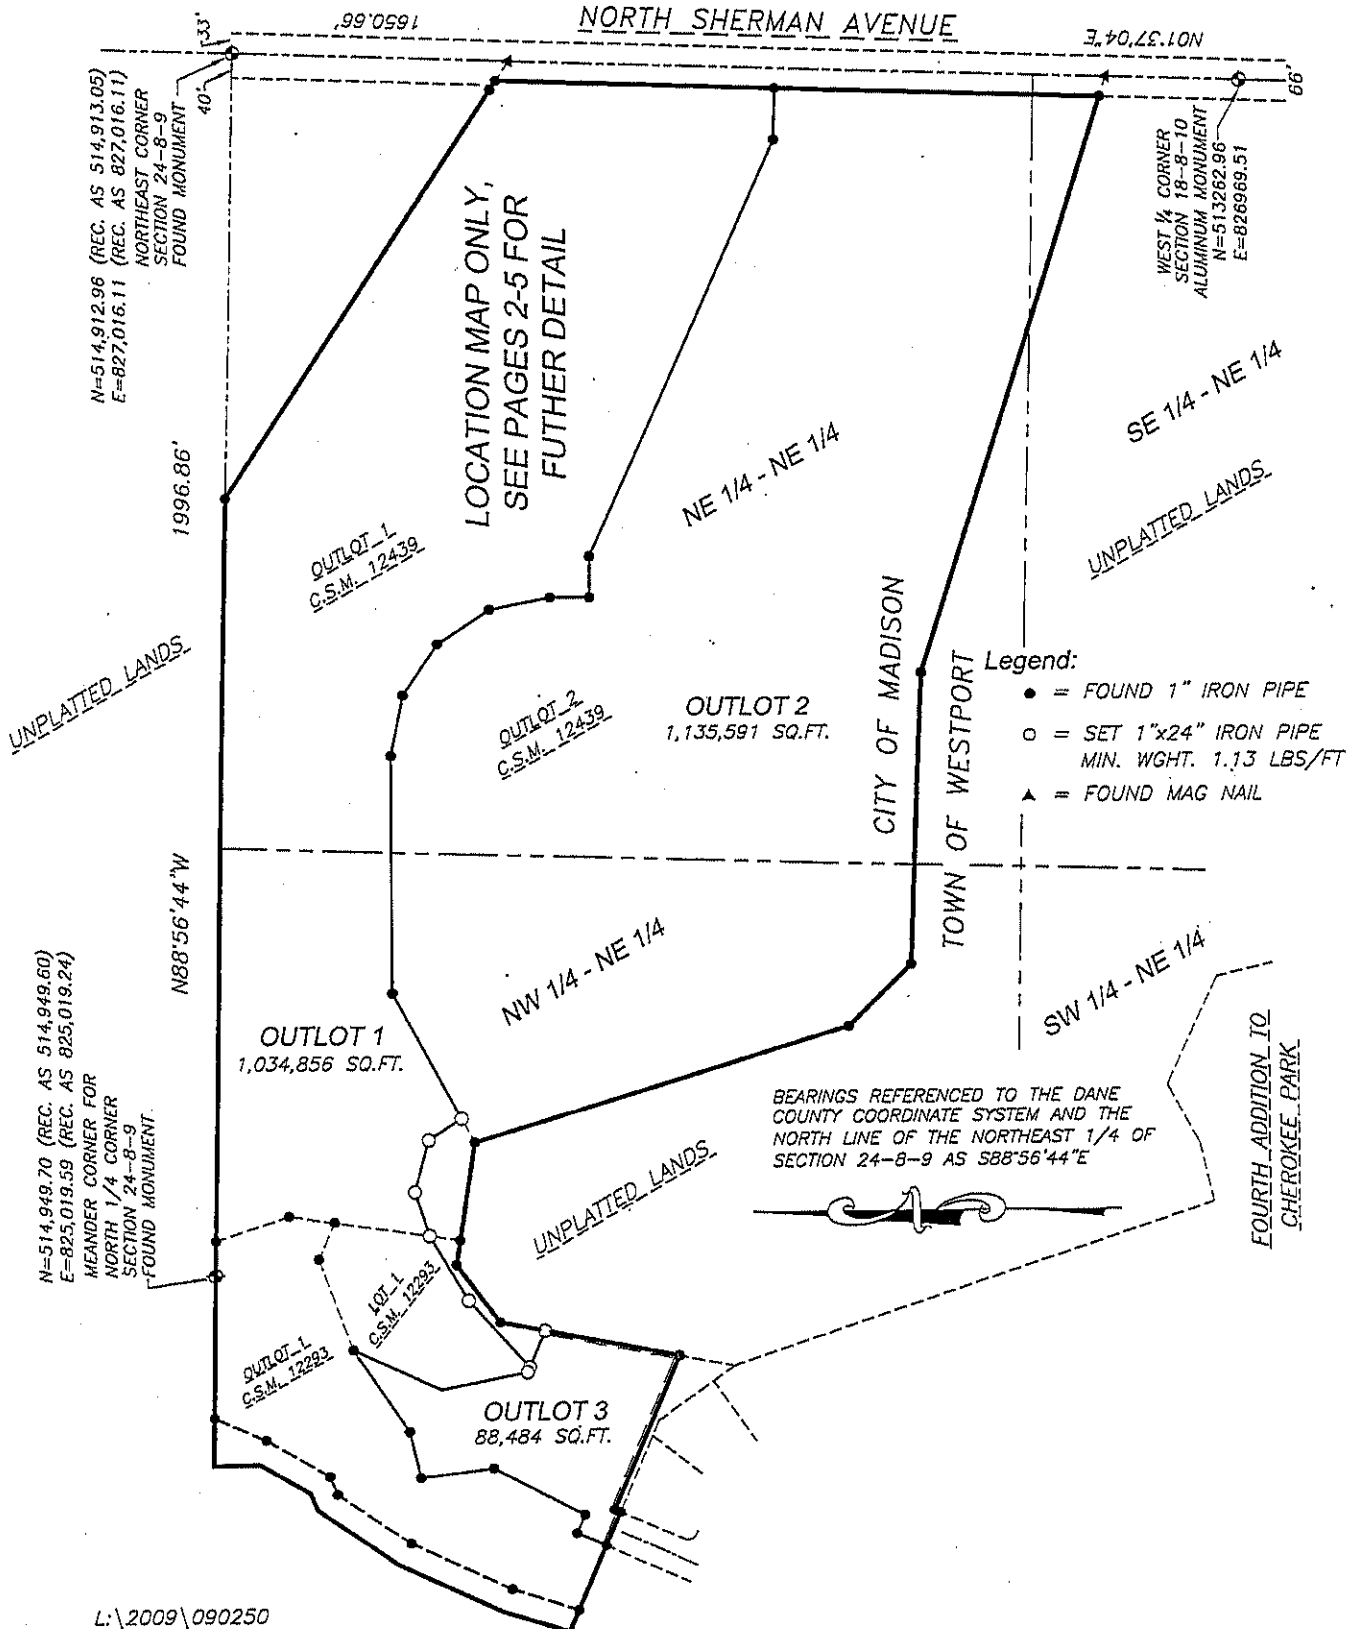 NORTH SHERMAN AVENUE
33'
1650.66'
N01°37'04"E
40'
66'
N=514,912.96 (REC. AS 514,913.05)
E=827,016.11 (REC. AS 827,016.11)
NORTHEAST CORNER
SECTION 24-8-9
FOUND MONUMENT
WEST 1/4 CORNER
SECTION 18-8-10
ALUMINUM MONUMENT
N=513262.96
E=826969.51
LOCATION MAP ONLY,
SEE PAGES 2-5 FOR
FUTHER DETAIL
1996.86'
NE 1/4 - NE 1/4
SE 1/4 - NE 1/4
UNPLATTED LANDS
OUTLOT 1
C.S.M. 12439
UNPLATTED LANDS
OUTLOT 2
C.S.M. 12439
OUTLOT 2
1,135,591 SQ.FT.
CITY OF MADISON
TOWN OF WESTPORT
Legend:
● = FOUND 1" IRON PIPE
○ = SET 1"x24" IRON PIPE
MIN. WGHT. 1.13 LBS/FT
▲ = FOUND MAG NAIL
N88°56'44"W
NW 1/4 - NE 1/4
SW 1/4 - NE 1/4
OUTLOT 1
1,034,856 SQ.FT.
N=514,949.70 (REC. AS 514,949.60)
E=825,019.59 (REC. AS 825,019.24)
MEANDER CORNER FOR
NORTH 1/4 CORNER
SECTION 24-8-9
FOUND MONUMENT
BEARINGS REFERENCED TO THE DANE
COUNTY COORDINATE SYSTEM AND THE
NORTH LINE OF THE NORTHEAST 1/4 OF
SECTION 24-8-9 AS S88°56'44"E
N
FOURTH ADDITION TO
CHEROKEE PARK
UNPLATTED LANDS
LOT 1
C.S.M. 12293
OUTLOT 1
C.S.M. 12293
OUTLOT 3
88,484 SQ.FT.
L:\2009\090250